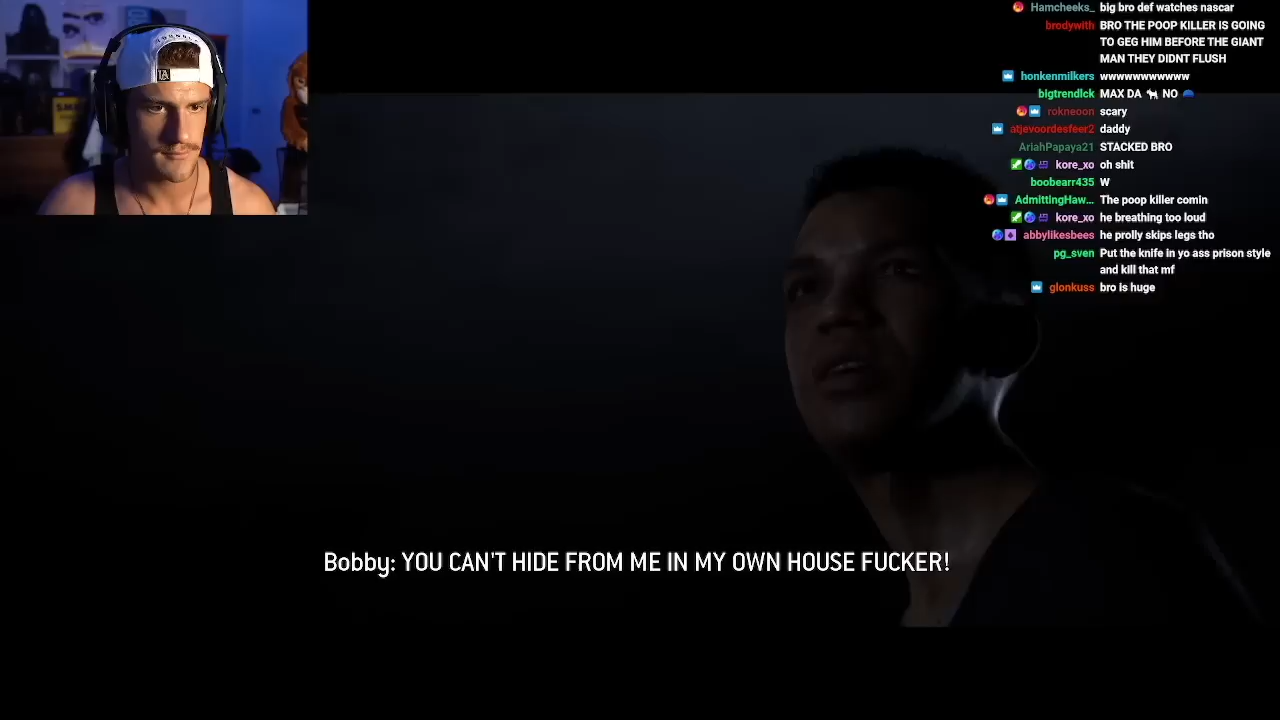 Hamcheeks_ big bro def watches nascar
brodywith BRO THE POOP KILLER IS GOING
TO GEG HIM BEFORE THE GIANT
MAN THEY DIDNT FLUSH
honkenmilkers wwwwwwwwwww
bigtrendlck MAX DA 🐈‍⬛ NO 🧢
rokneoon scary
atjevoordesfeer2 daddy
AriahPapaya21 STACKED BRO
kore_xo oh shit
boobearr435 W
AdmittingHaw... The poop killer comin
kore_xo he breathing too loud
abbylikesbees he prolly skips legs tho
pg_sven Put the knife in yo ass prison style
and kill that mf
glonkuss bro is huge
Bobby: YOU CAN'T HIDE FROM ME IN MY OWN HOUSE FUCKER!